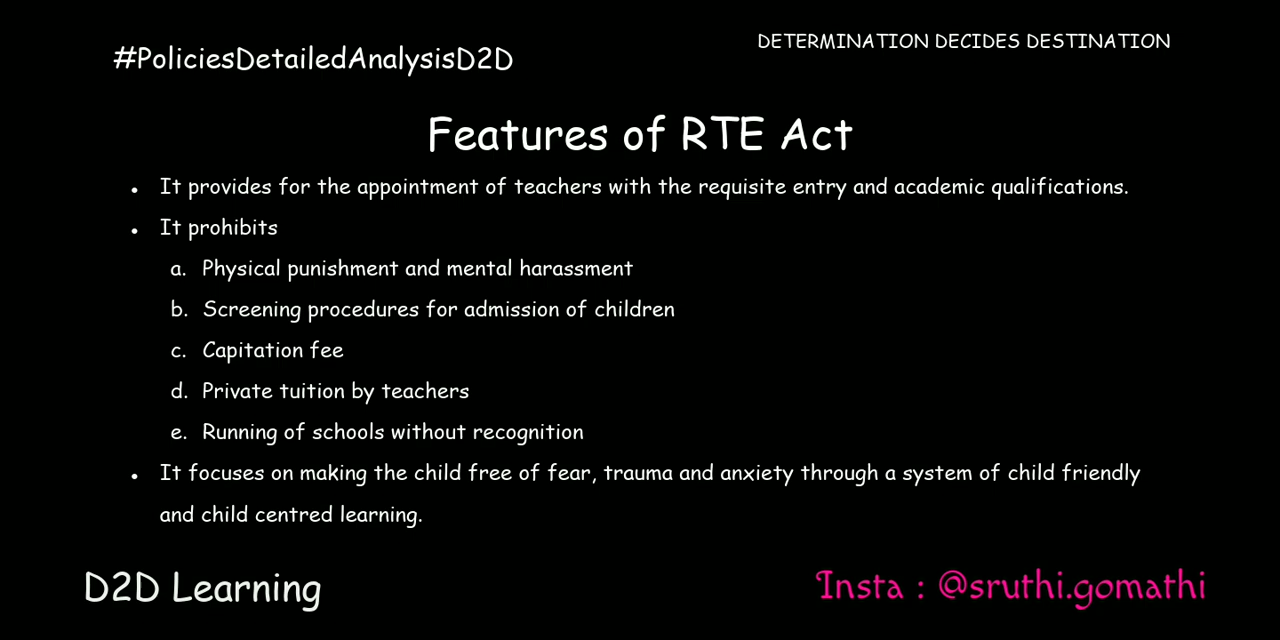 #PoliciesDetailedAnalysisD2D
DETERMINATION DECIDES DESTINATION
Features of RTE Act
• It provides for the appointment of teachers with the requisite entry and academic qualifications.
• It prohibits
a. Physical punishment and mental harassment
b. Screening procedures for admission of children
c. Capitation fee
d. Private tuition by teachers
e. Running of schools without recognition
• It focuses on making the child free of fear, trauma and anxiety through a system of child friendly
and child centred learning.
D2D Learning
Insta : @sruthi.gomathi